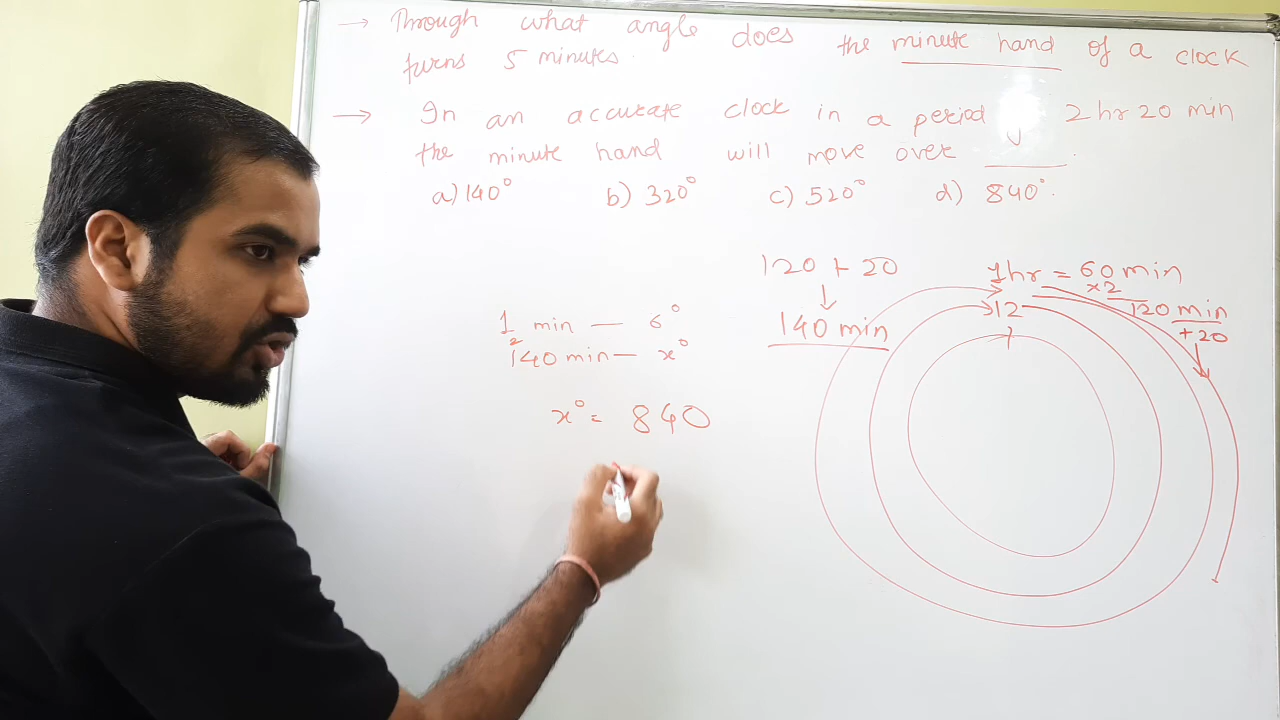 → Through what angle does the minute hand of a clock
turns 5 minutes.
→ In an accurate clock in a period 2 hr 20 min
the minute hand will move over ______.
a) 140° b) 320° c) 520° d) 840°.
120 + 20
↓
140 min
1 min — 6°
140 min — x°
x° = 840
1hr = 60 min
×2
120 min
+20
12